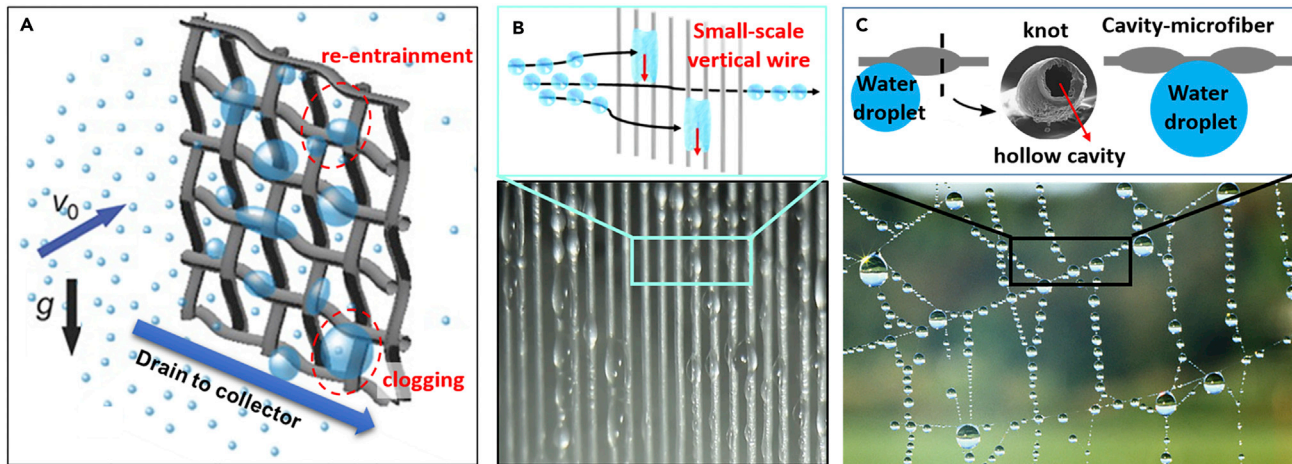 A
re-entrainment
V₀
g
Drain to collector
clogging
B
Small-scale
vertical wire
C
knot
Cavity-microfiber
Water
droplet
hollow cavity
Water
droplet